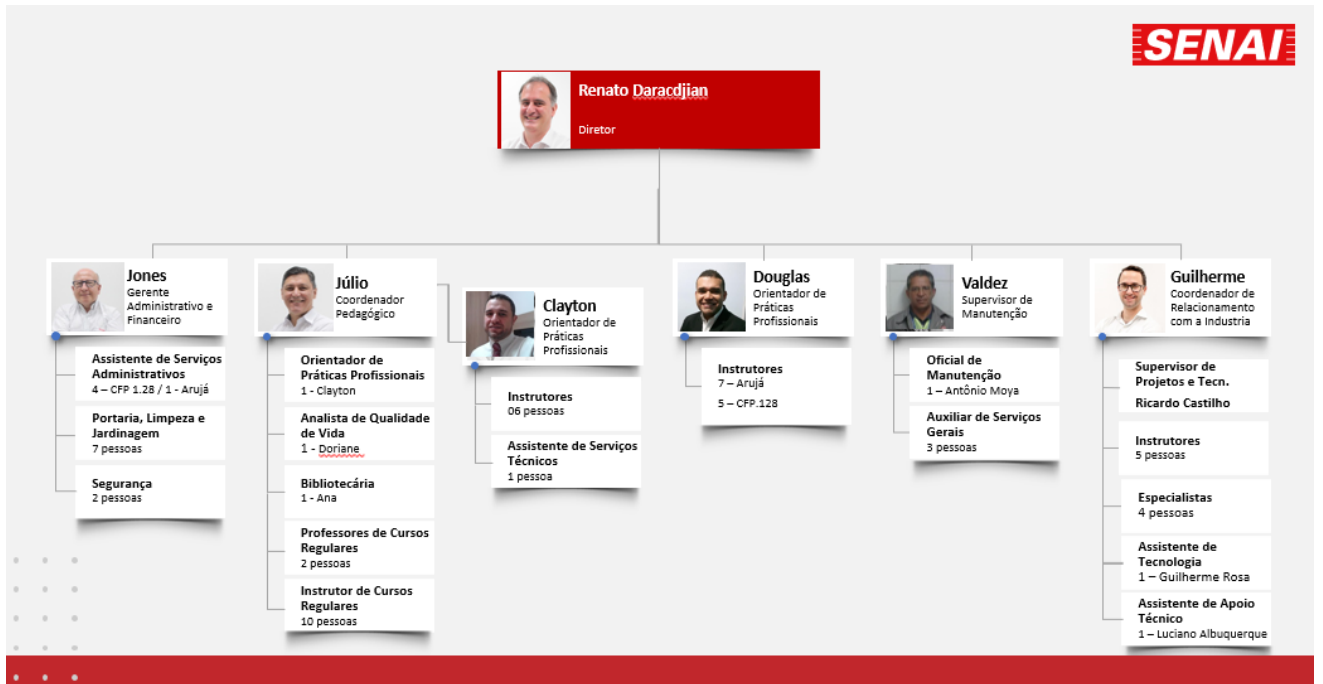 SENAI
Renato Daracdjian
Diretor
Jones
Gerente
Administrativo e
Financeiro
Assistente de Serviços
Administrativos
4 – CFP 1.28 / 1 - Arujá
Portaria, Limpeza e
Jardinagem
7 pessoas
Segurança
2 pessoas
Júlio
Coordenador
Pedagógico
Orientador de
Práticas Profissionais
1 - Clayton
Analista de Qualidade
de Vida
1 - Doriane
Bibliotecária
1 - Ana
Professores de Cursos
Regulares
2 pessoas
Instrutor de Cursos
Regulares
10 pessoas
Clayton
Orientador de
Práticas
Profissionais
Instrutores
06 pessoas
Assistente de Serviços
Técnicos
1 pessoa
Douglas
Orientador de
Práticas
Profissionais
Instrutores
7 – Arujá
5 – CFP.128
Valdez
Supervisor de
Manutenção
Oficial de
Manutenção
1 – Antônio Moya
Auxiliar de Serviços
Gerais
3 pessoas
Guilherme
Coordenador de
Relacionamento
com a Industria
Supervisor de
Projetos e Tecn.
Ricardo Castilho
Instrutores
5 pessoas
Especialistas
4 pessoas
Assistente de
Tecnologia
1 – Guilherme Rosa
Assistente de Apoio
Técnico
1 – Luciano Albuquerque